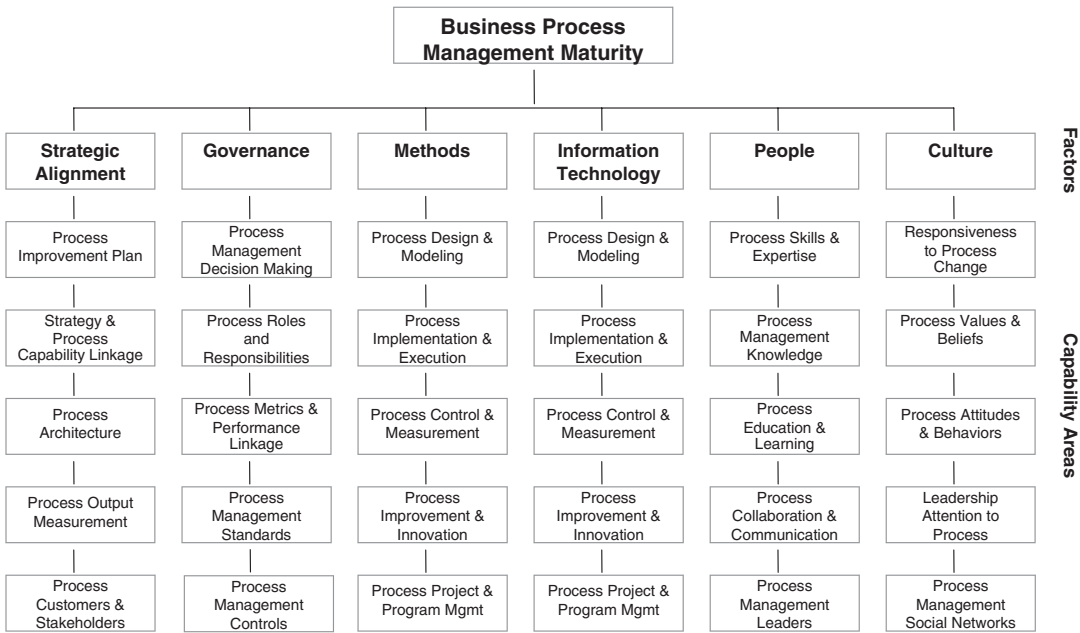 Business Process
Management Maturity
Strategic
Alignment
Governance
Methods
Information
Technology
People
Culture
Factors
Process
Improvement Plan
Process
Management
Decision Making
Process Design &
Modeling
Process Design &
Modeling
Process Skills &
Expertise
Responsiveness
to Process
Change
Strategy &
Process
Capability Linkage
Process Roles
and
Responsibilities
Process
Implementation &
Execution
Process
Implementation &
Execution
Process
Management
Knowledge
Process Values &
Beliefs
Capability Areas
Process
Architecture
Process Metrics &
Performance
Linkage
Process Control &
Measurement
Process Control &
Measurement
Process
Education &
Learning
Process Attitudes
& Behaviors
Process Output
Measurement
Process
Management
Standards
Process
Improvement &
Innovation
Process
Improvement &
Innovation
Process
Collaboration &
Communication
Leadership
Attention to
Process
Process
Customers &
Stakeholders
Process
Management
Controls
Process Project &
Program Mgmt
Process Project &
Program Mgmt
Process
Management
Leaders
Process
Management
Social Networks